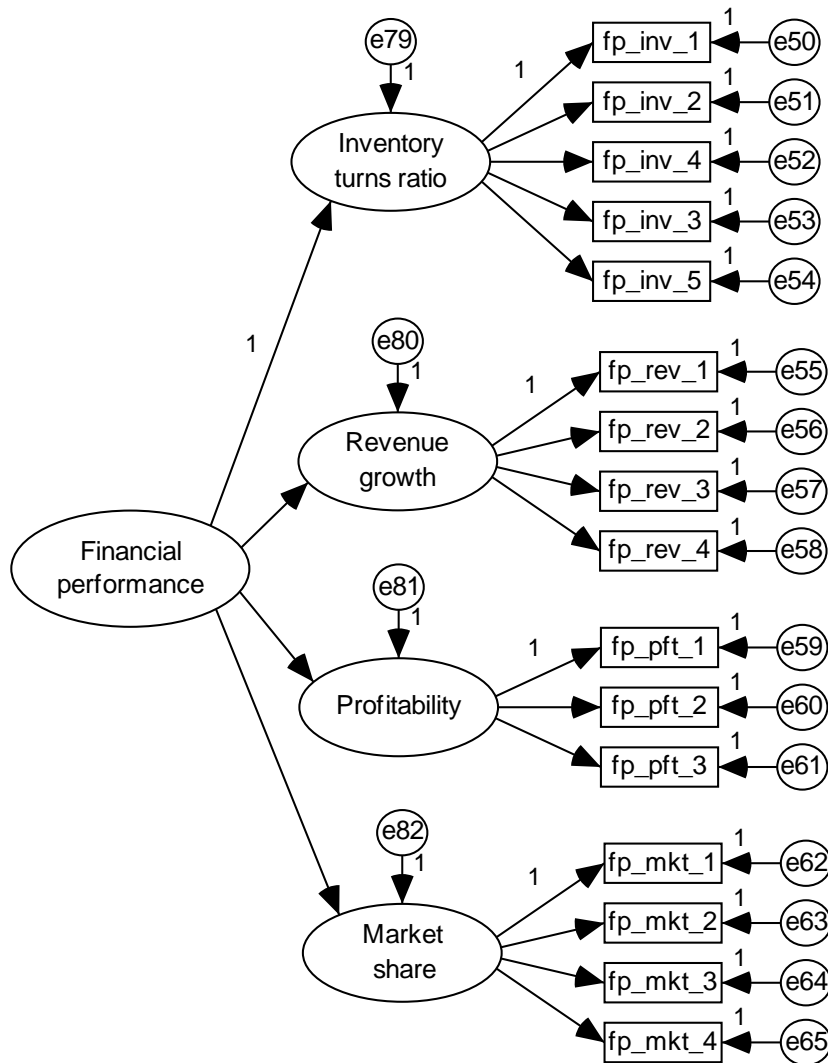 e79
1
1
fp_inv_1
1
e50
fp_inv_2
1
e51
Inventory
turns ratio
fp_inv_4
1
e52
fp_inv_3
1
e53
fp_inv_5
1
e54
1
e80
1
1
fp_rev_1
1
e55
fp_rev_2
1
e56
Revenue
growth
fp_rev_3
1
e57
fp_rev_4
1
e58
Financial
performance
e81
1
1
fp_pft_1
1
e59
Profitability
fp_pft_2
1
e60
fp_pft_3
1
e61
e82
1
1
fp_mkt_1
1
e62
fp_mkt_2
1
e63
Market
share
fp_mkt_3
1
e64
fp_mkt_4
1
e65